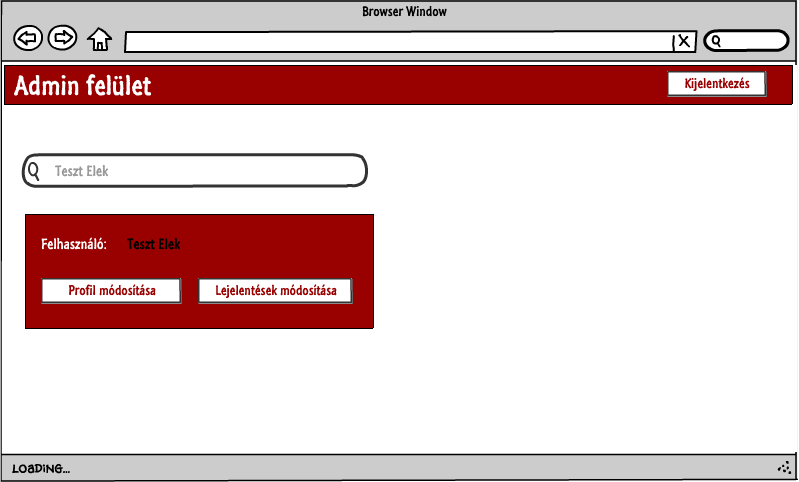 Browser Window
Admin felület
Kijelentkezés
Teszt Elek
Felhasználó: Teszt Elek
Profil módosítása
Lejelentések módosítása
LOADING...